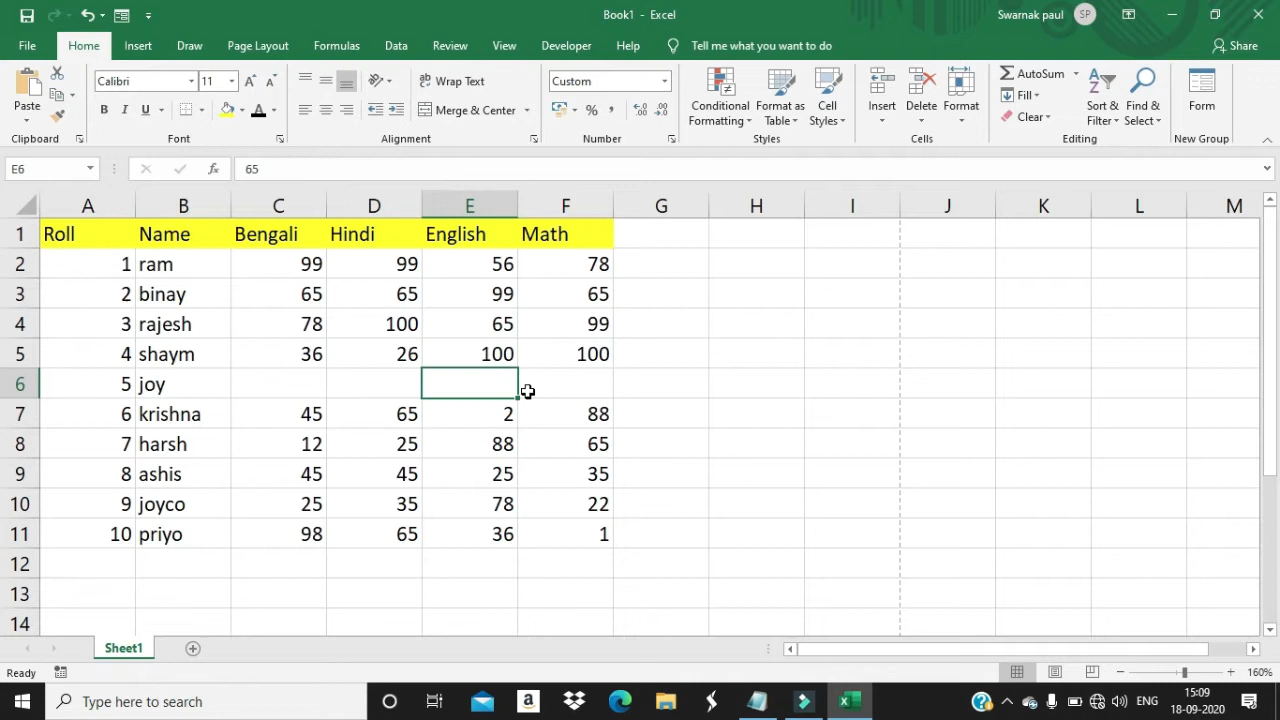 Book1 - Excel
Swarnak paul
SP
File Home Insert Draw Page Layout Formulas Data Review View Developer Help Tell me what you want to do Share
Paste
Calibri 11
B I U
Wrap Text
Merge & Center
Custom
Conditional Formatting
Format as Table
Cell Styles
Insert
Delete
Format
AutoSum
Fill
Clear
Sort & Filter
Find & Select
Form
Clipboard Font Alignment Number Styles Cells Editing New Group
E6 fx 65
A B C D E F G H I J K L M
1 Roll Name Bengali Hindi English Math
2 1 ram 99 99 56 78
3 2 binay 65 65 99 65
4 3 rajesh 78 100 65 99
5 4 shaym 36 26 100 100
6 5 joy
7 6 krishna 45 65 2 88
8 7 harsh 12 25 88 65
9 8 ashis 45 45 25 35
10 9 joyco 25 35 78 22
11 10 priyo 98 65 36 1
12
13
14
Sheet1
Ready 160%
Type here to search
ENG
15:09
18-09-2020